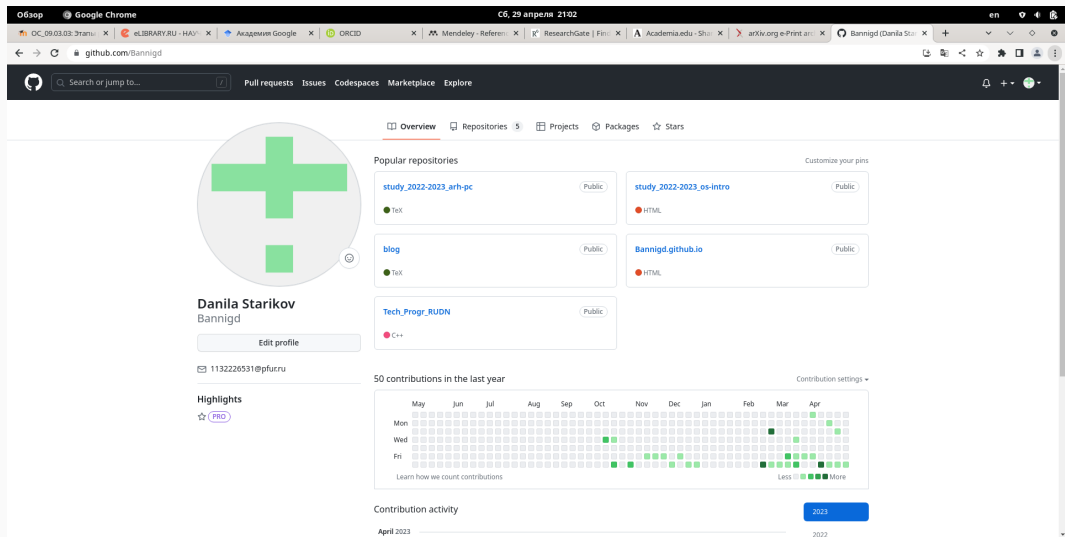 Обзор Google Chrome Сб, 29 апреля 21:02 en
ОС_09.03.03: Этапы eLIBRARY.RU - НАУЧ Академия Google ORCID Mendeley - Referenc ResearchGate | Find Academia.edu - Shar arXiv.org e-Print arc Bannigd (Danila Star
github.com/Bannigd
Search or jump to... / Pull requests Issues Codespaces Marketplace Explore
Overview Repositories 5 Projects Packages Stars
Popular repositories Customize your pins
study_2022-2023_arh-pc Public study_2022-2023_os-intro Public
TeX HTML
blog Public Bannigd.github.io Public
TeX HTML
Tech_Progr_RUDN Public
C++
Danila Starikov
Bannigd
Edit profile
1132226531@pfur.ru
Highlights
PRO
50 contributions in the last year Contribution settings
May Jun Jul Aug Sep Oct Nov Dec Jan Feb Mar Apr
Mon
Wed
Fri
Learn how we count contributions Less More
Contribution activity 2023
April 2023 2022